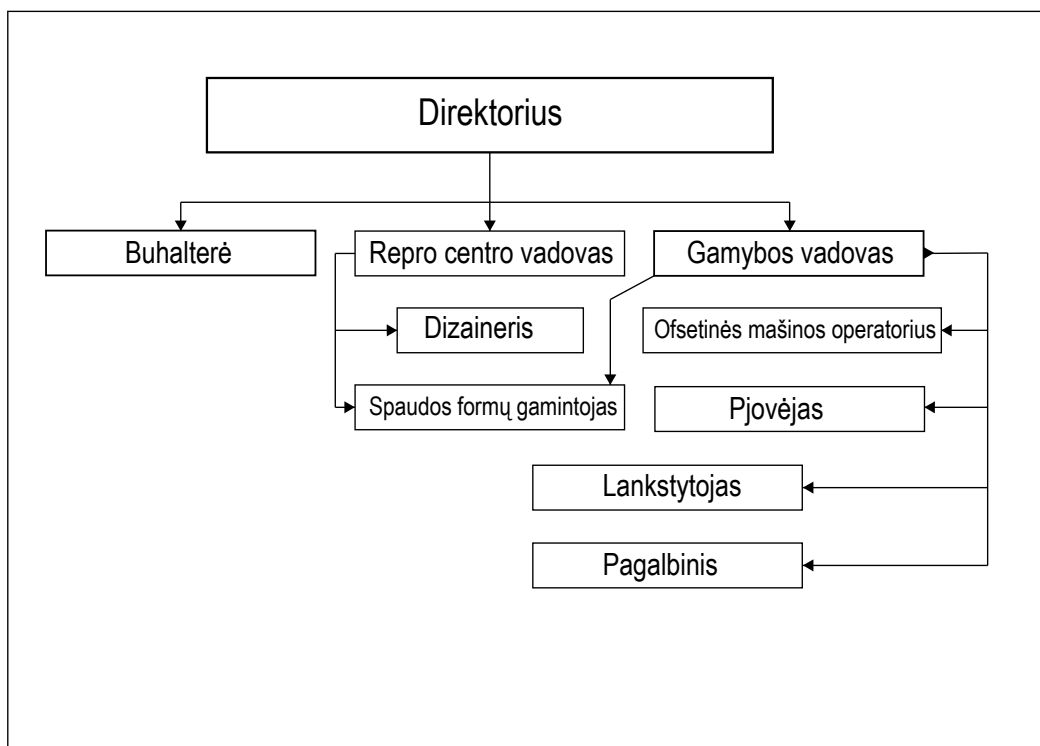 Direktorius
Buhalterė
Repro centro vadovas
Gamybos vadovas
Dizaineris
Ofsetinės mašinos operatorius
Spaudos formų gamintojas
Pjovėjas
Lankstytojas
Pagalbinis